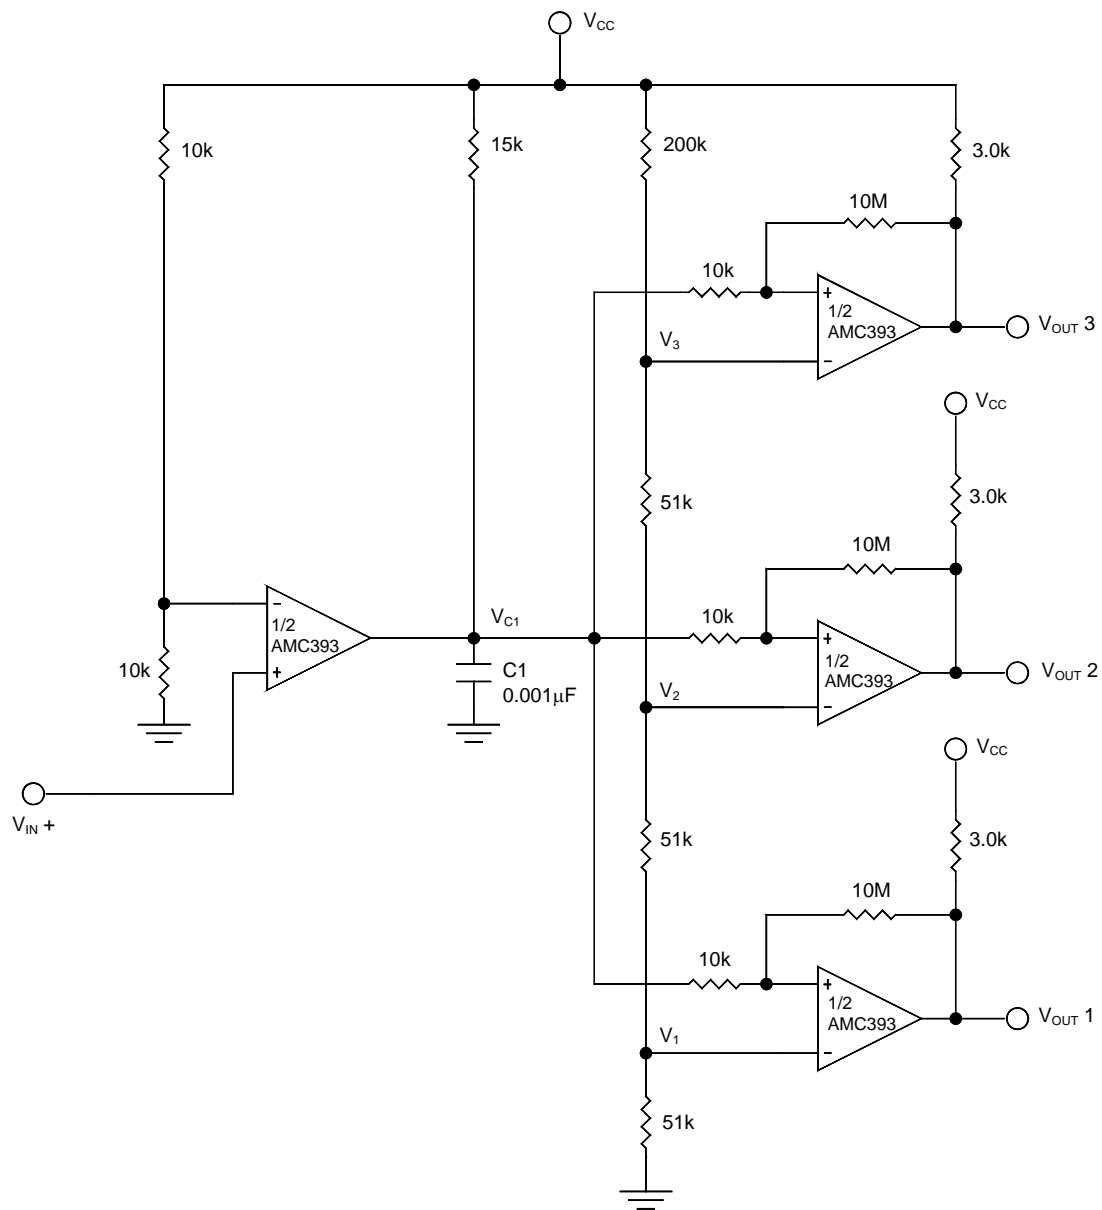 VCC
10k
15k
200k
3.0k
10M
10k
+
1/2
AMC393
−
VOUT 3
V3
VCC
51k
3.0k
10M
10k
−
1/2
AMC393
+
VC1
10k
+
1/2
AMC393
−
VOUT 2
C1
0.001μF
V2
VIN +
VCC
51k
3.0k
10M
10k
+
1/2
AMC393
−
VOUT 1
V1
51k